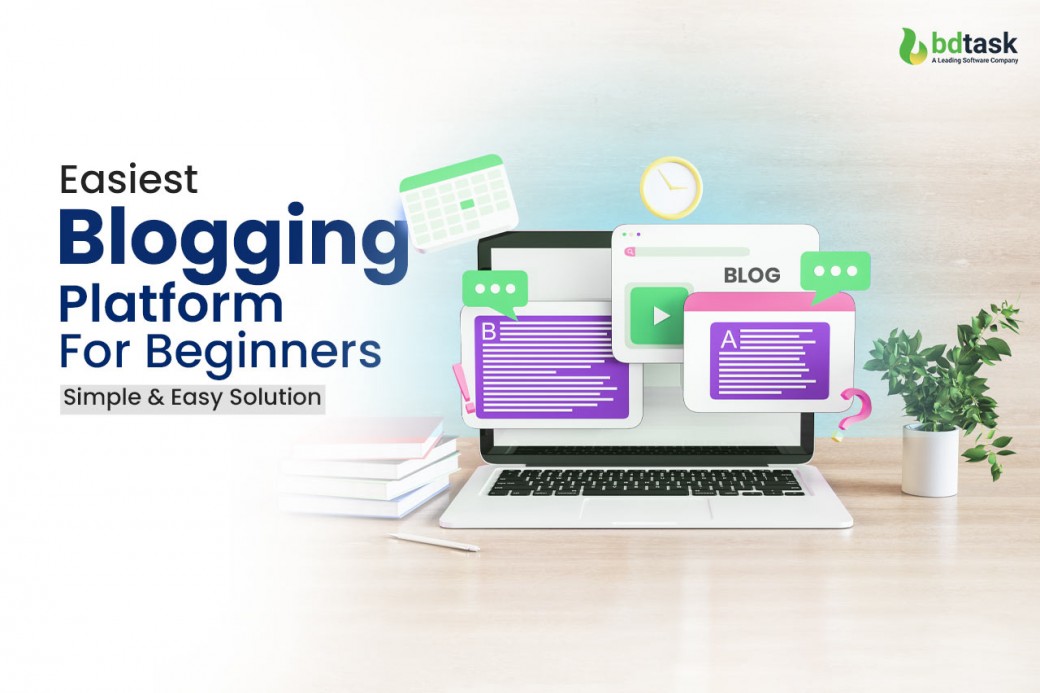 bdtask
A Leading Software Company
Easiest
Blogging
Platform
For Beginners
Simple & Easy Solution
BLOG
B
A